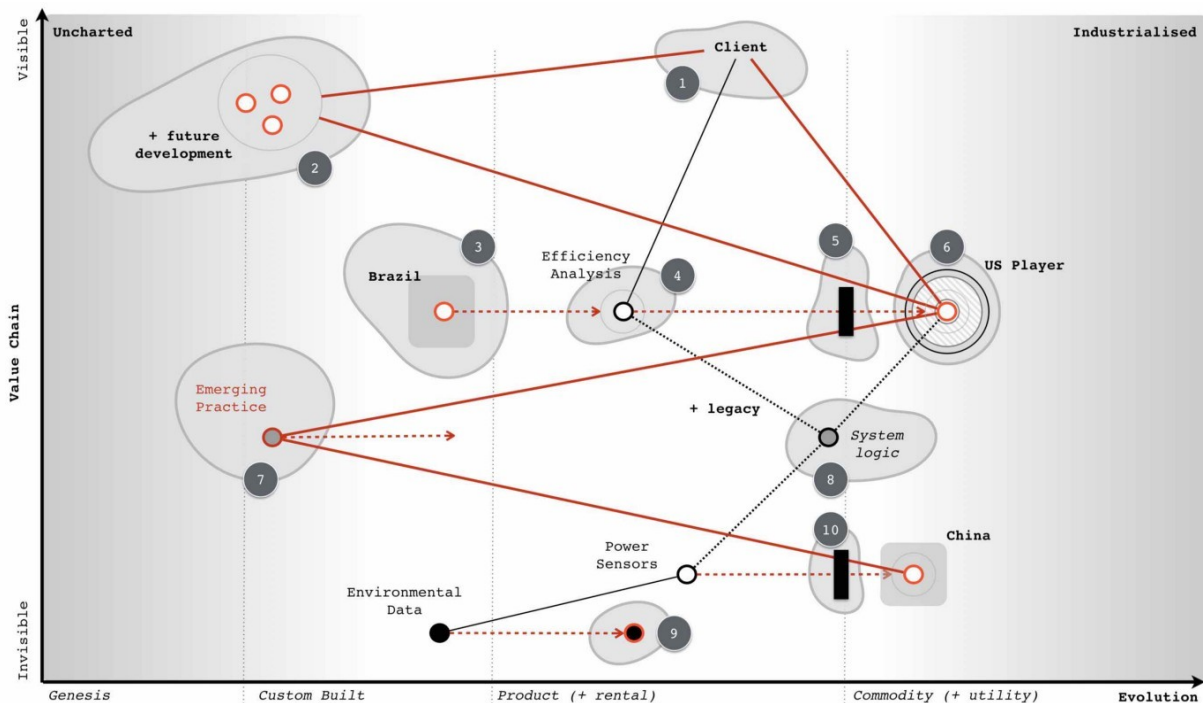 Visible
Uncharted
Industrialised
Client
1
+ future
development
2
3
5
6
Efficiency
Analysis
4
US Player
Brazil
Value Chain
Emerging
Practice
+ legacy
System
logic
7
8
10
Power
Sensors
China
Environmental
Data
9
Invisible
Genesis
Custom Built
Product (+ rental)
Commodity (+ utility)
Evolution